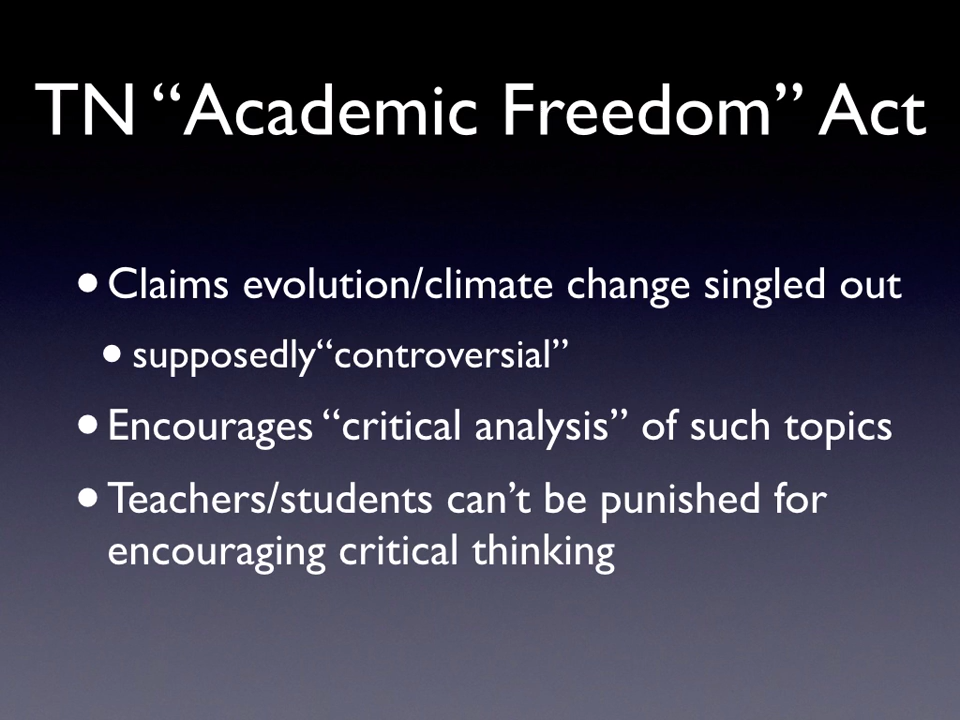 TN “Academic Freedom” Act
• Claims evolution/climate change singled out
• supposedly“controversial”
• Encourages “critical analysis” of such topics
• Teachers/students can’t be punished for
encouraging critical thinking